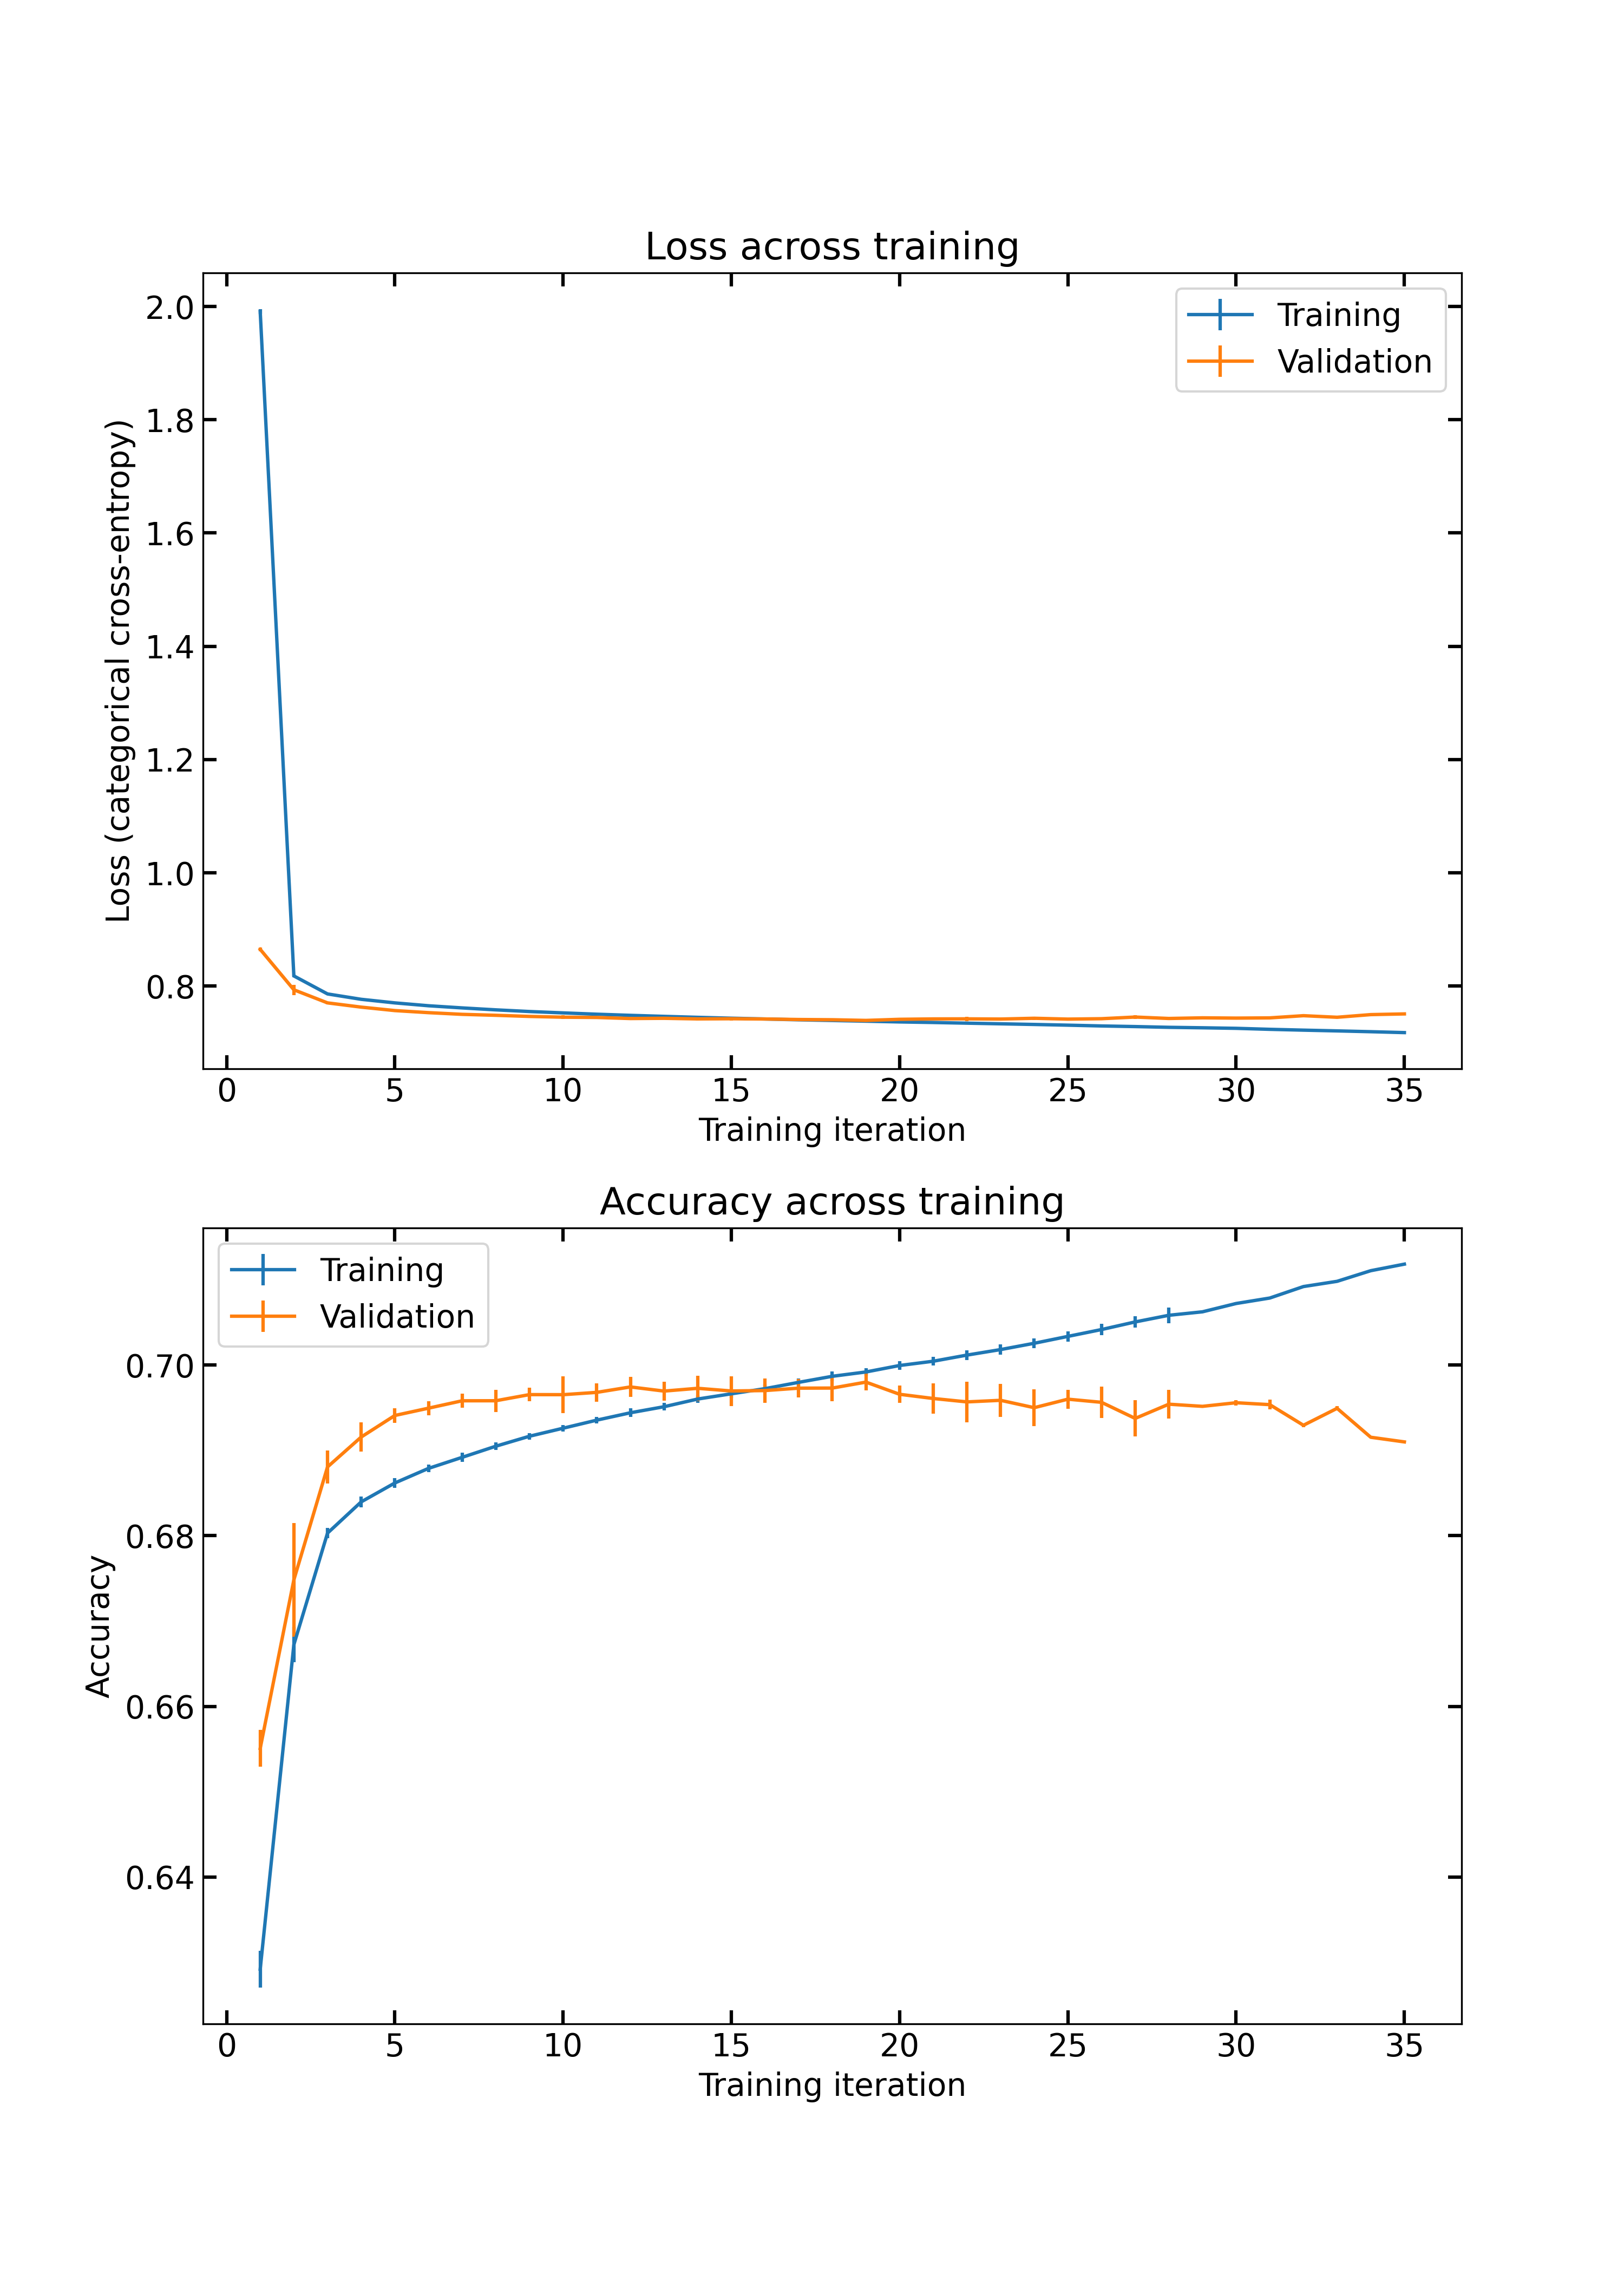 Loss across training
2.0
1.8
1.6
1.4
1.2
1.0
0.8
Loss (categorical cross-entropy)
Training
Validation
0 5 10 15 20 25 30 35
Training iteration
Accuracy across training
Training
Validation
0.70
0.68
0.66
0.64
Accuracy
0 5 10 15 20 25 30 35
Training iteration